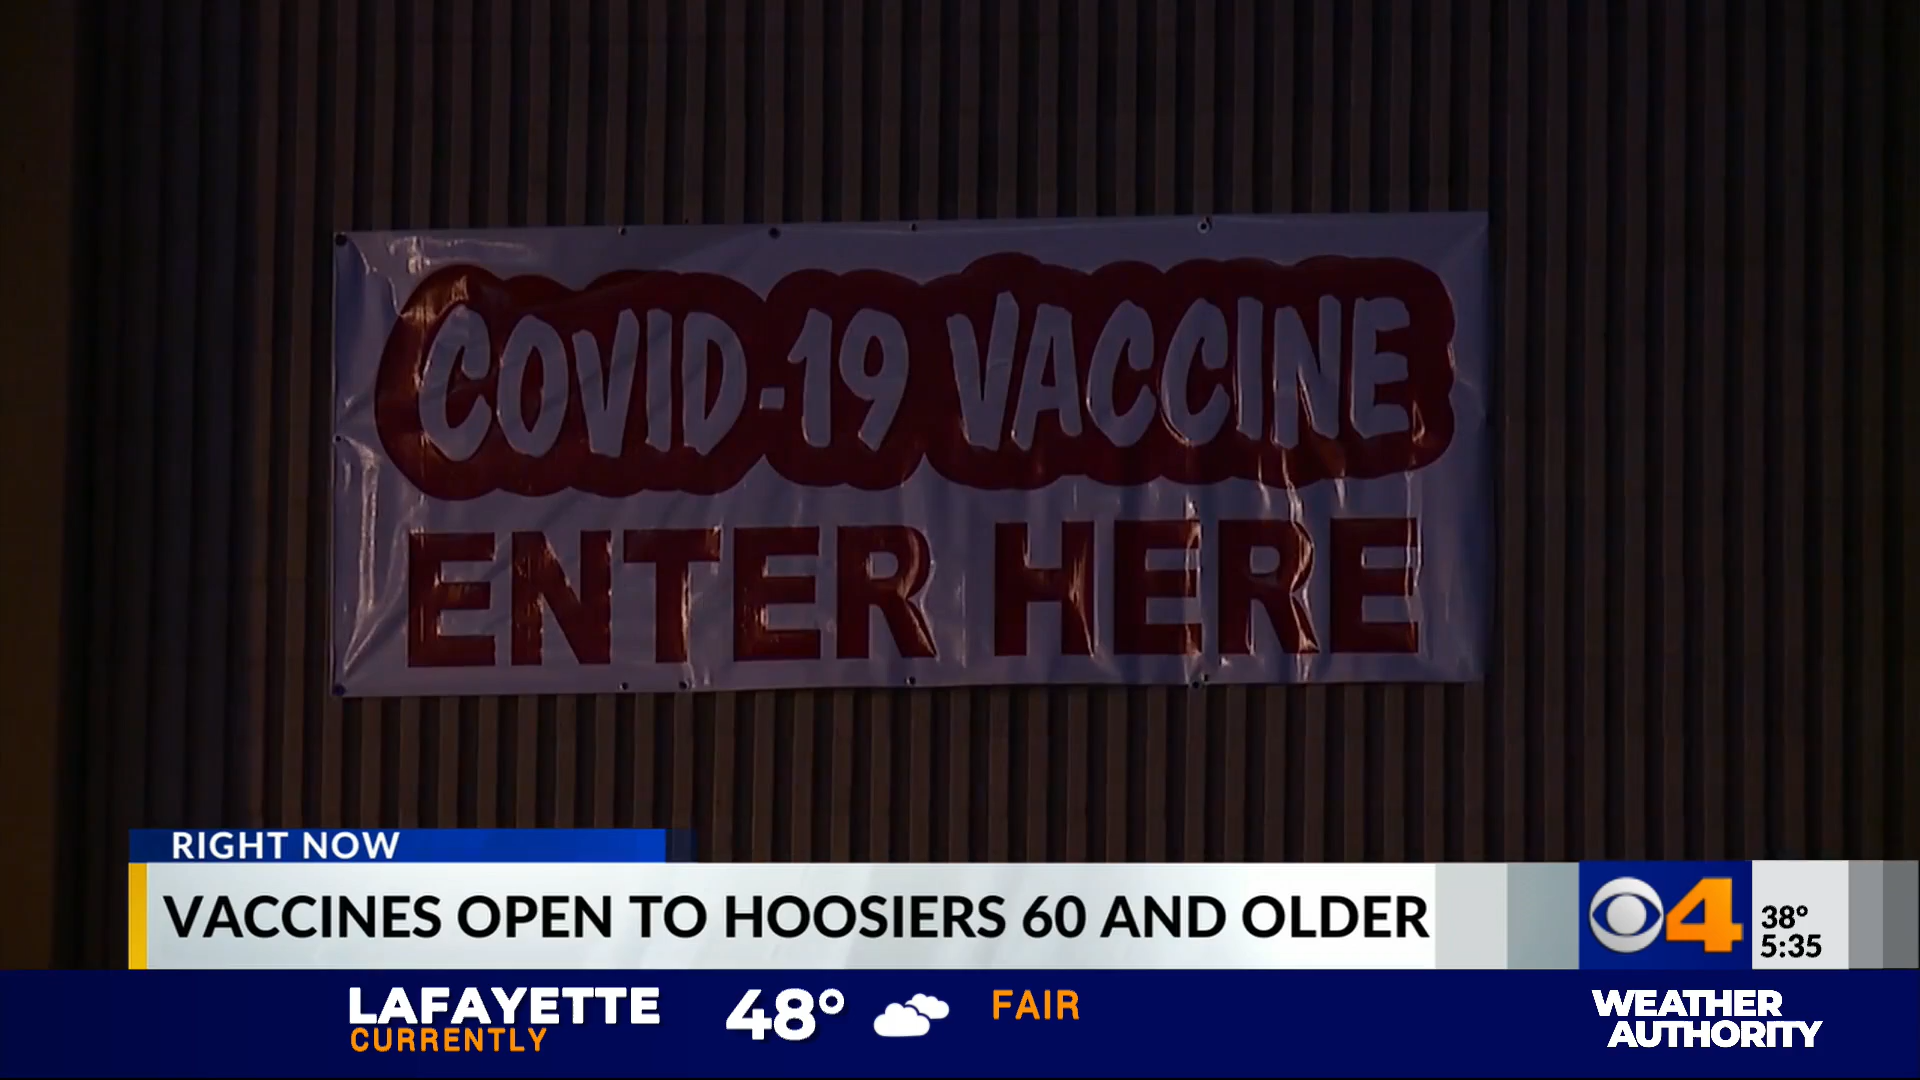 COVID-19 VACCINE
ENTER HERE
RIGHT NOW
VACCINES OPEN TO HOOSIERS 60 AND OLDER
4
38°
5:35
LAFAYETTE
CURRENTLY
48°
FAIR
WEATHER
AUTHORITY